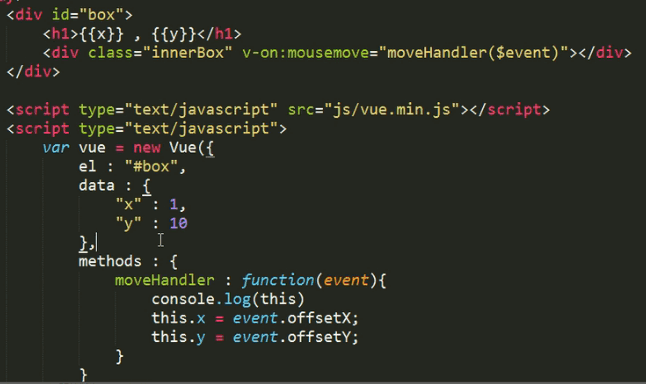 <div id="box">
<h1>{{x}} , {{y}}</h1>
<div class="innerBox" v-on:mousemove="moveHandler($event)"></div>
</div>
<script type="text/javascript" src="js/vue.min.js"></script>
<script type="text/javascript">
var vue = new Vue({
el : "#box",
data : {
"x" : 1,
"y" : 10
},
methods : {
moveHandler : function(event){
console.log(this)
this.x = event.offsetX;
this.y = event.offsetY;
}
}